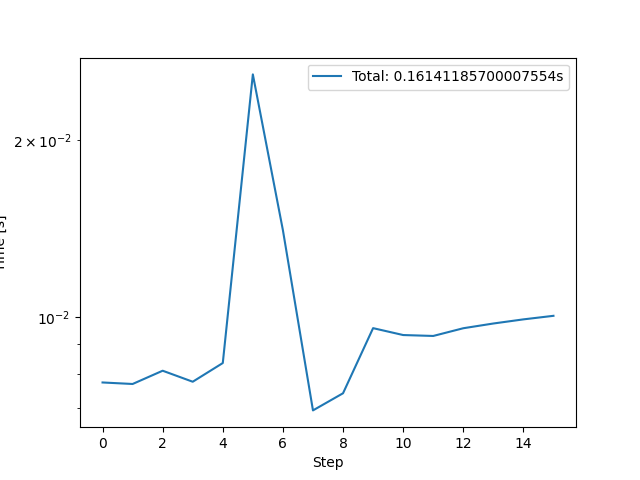 Total: 0.16141185700007554s
2 × 10⁻²
10⁻²
[s]
0 2 4 6 8 10 12 14
Step